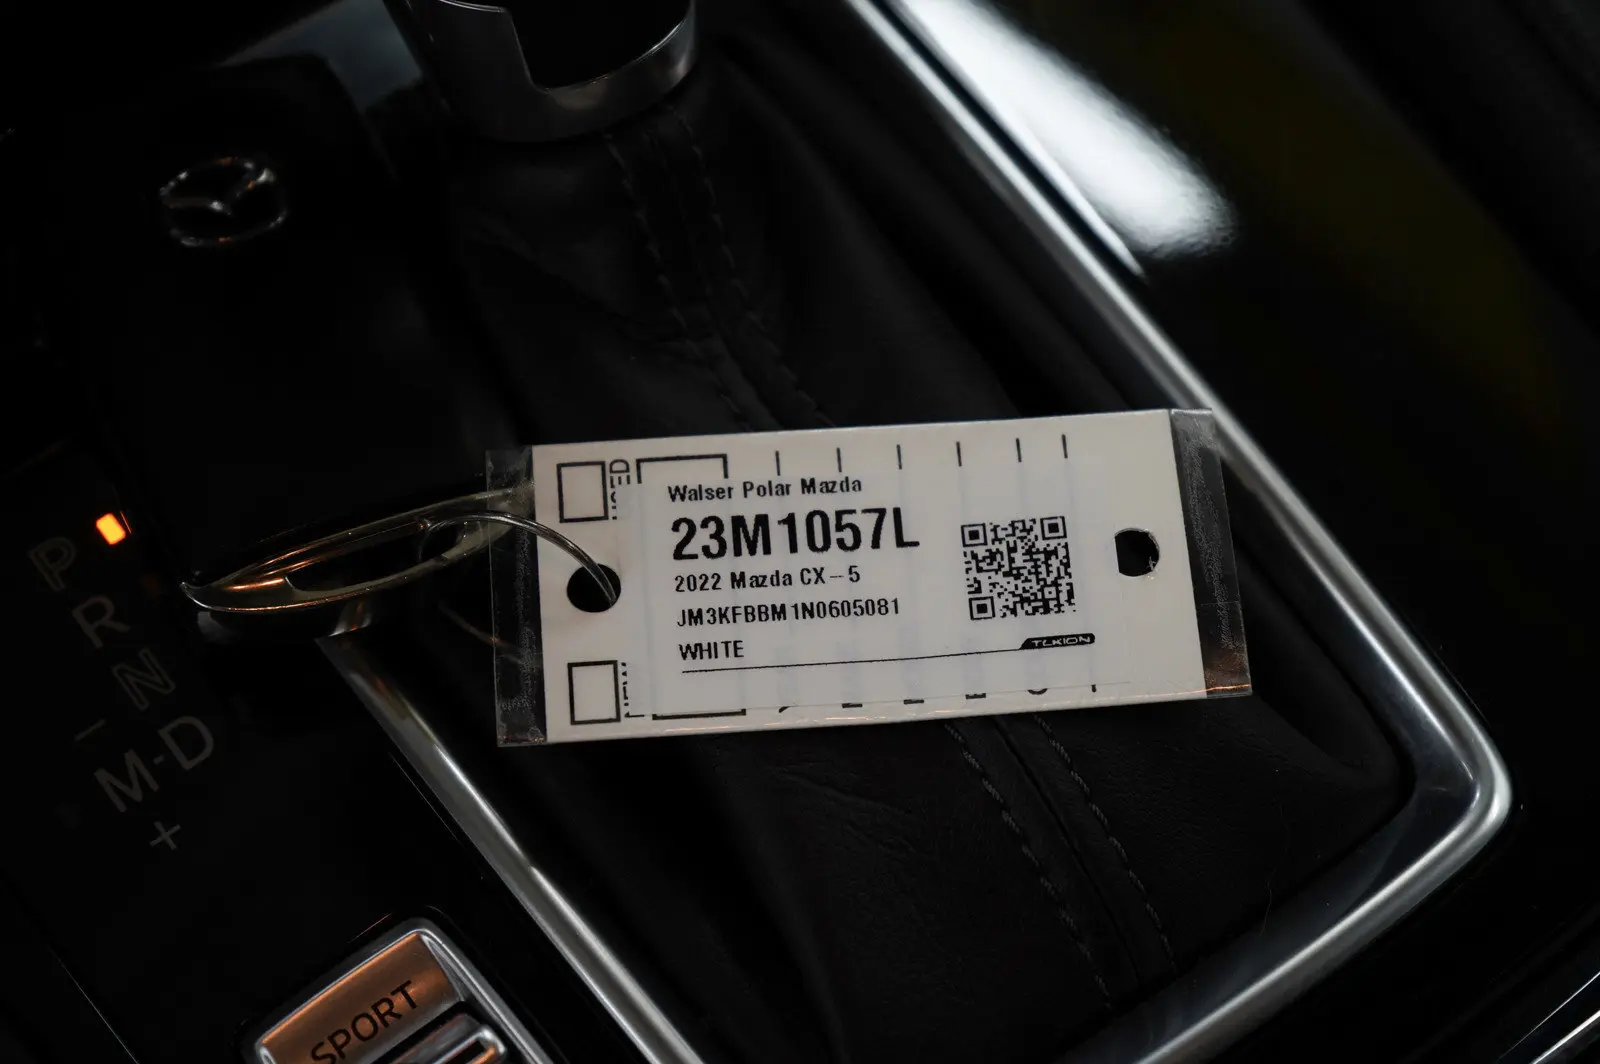 Walser Polar Mazda
23M1057L
2022 Mazda CX-5
JM3KFBBM1N0605081
WHITE
TEKION
P
R
N
M-D
+
SPORT